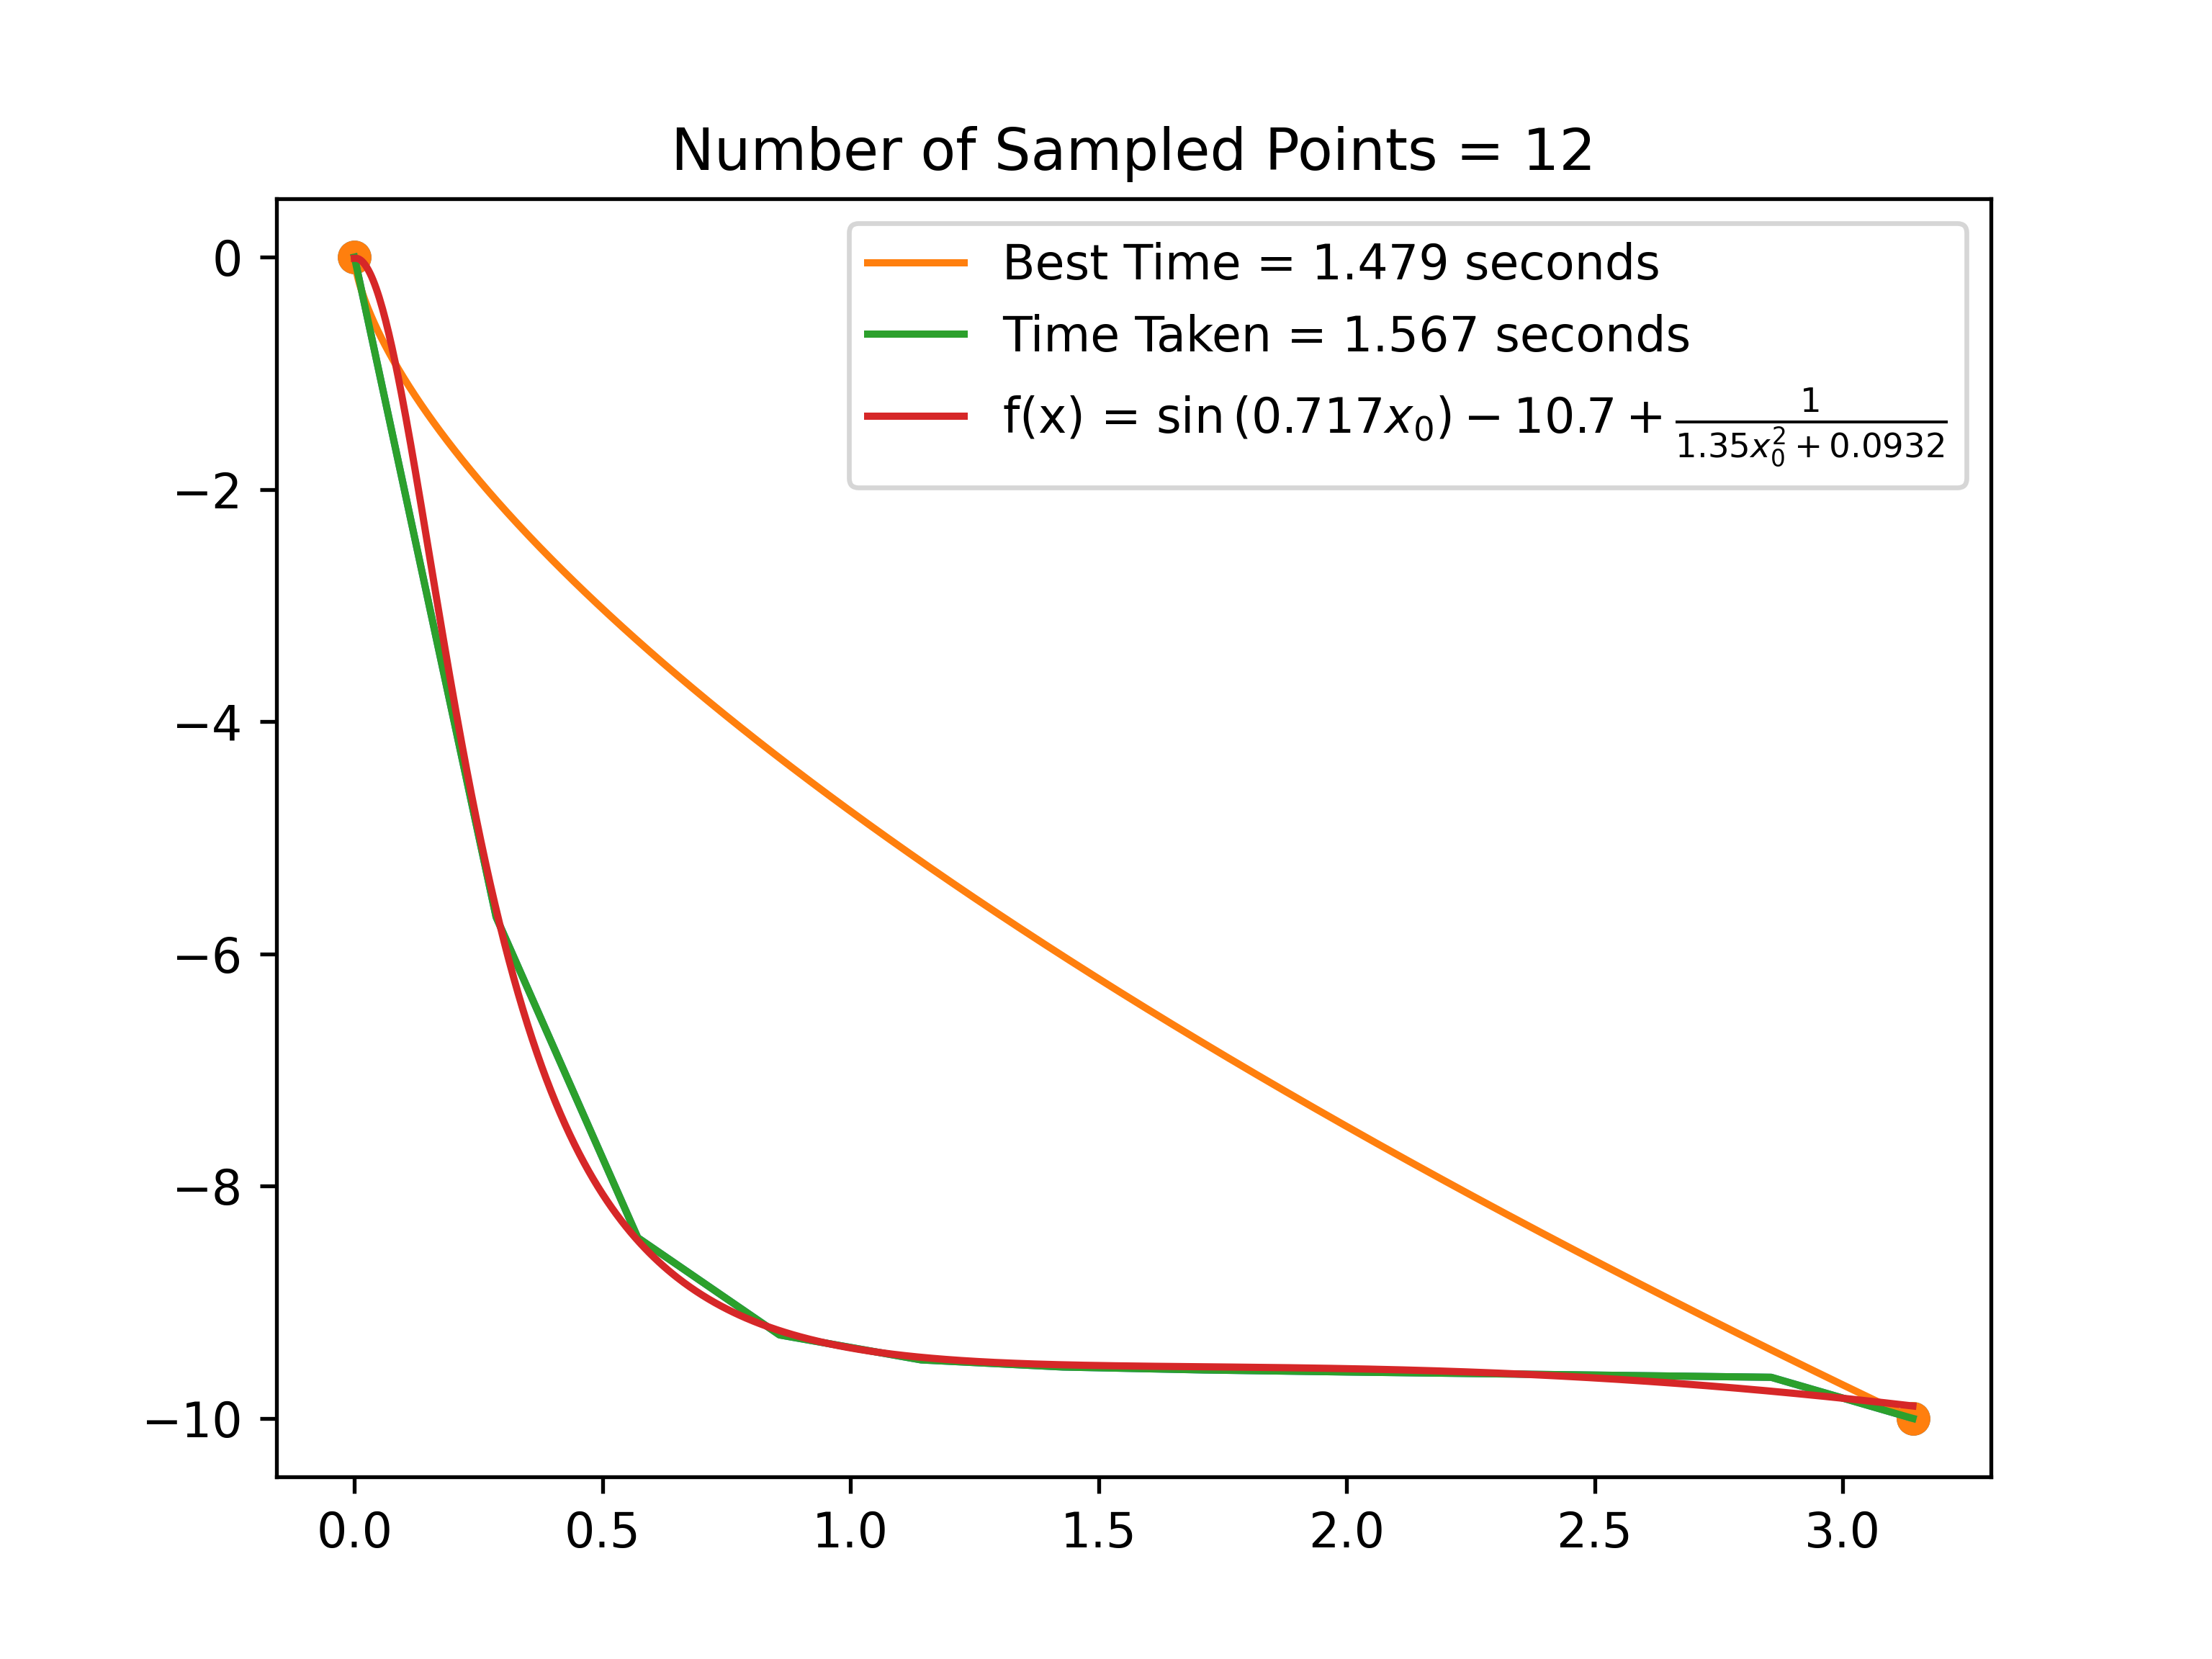 Number of Sampled Points = 12
Best Time = 1.479 seconds
Time Taken = 1.567 seconds
f(x) = sin (0.717x₀) − 10.7 + 1/(1.35x₀² + 0.0932)
0
−2
−4
−6
−8
−10
0.0 0.5 1.0 1.5 2.0 2.5 3.0